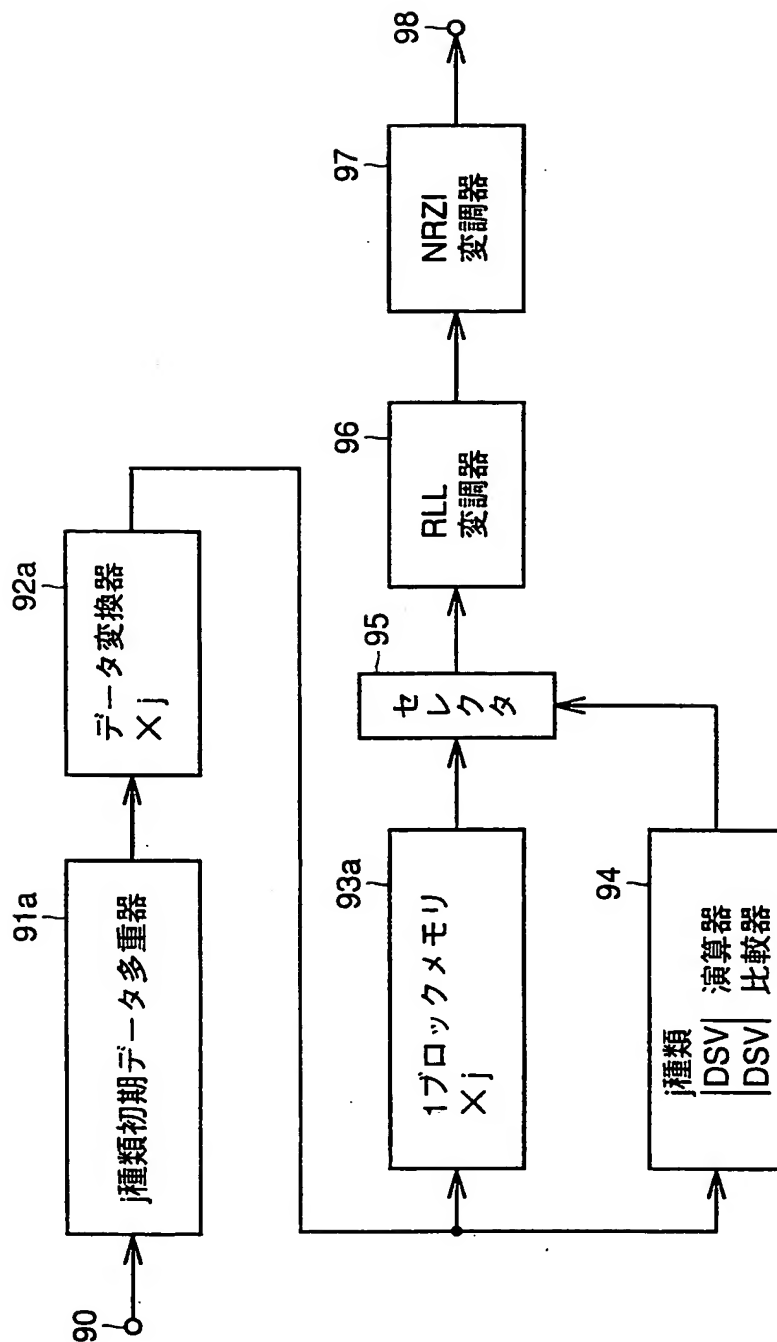 90
91a
j種類初期データ多重器
92a
データ変換器
×j
93a
1ブロックメモリ
×j
94
j種類
|DSV| 演算器
|DSV| 比較器
95
セレクタ
96
RLL
変調器
97
NRZI
変調器
98